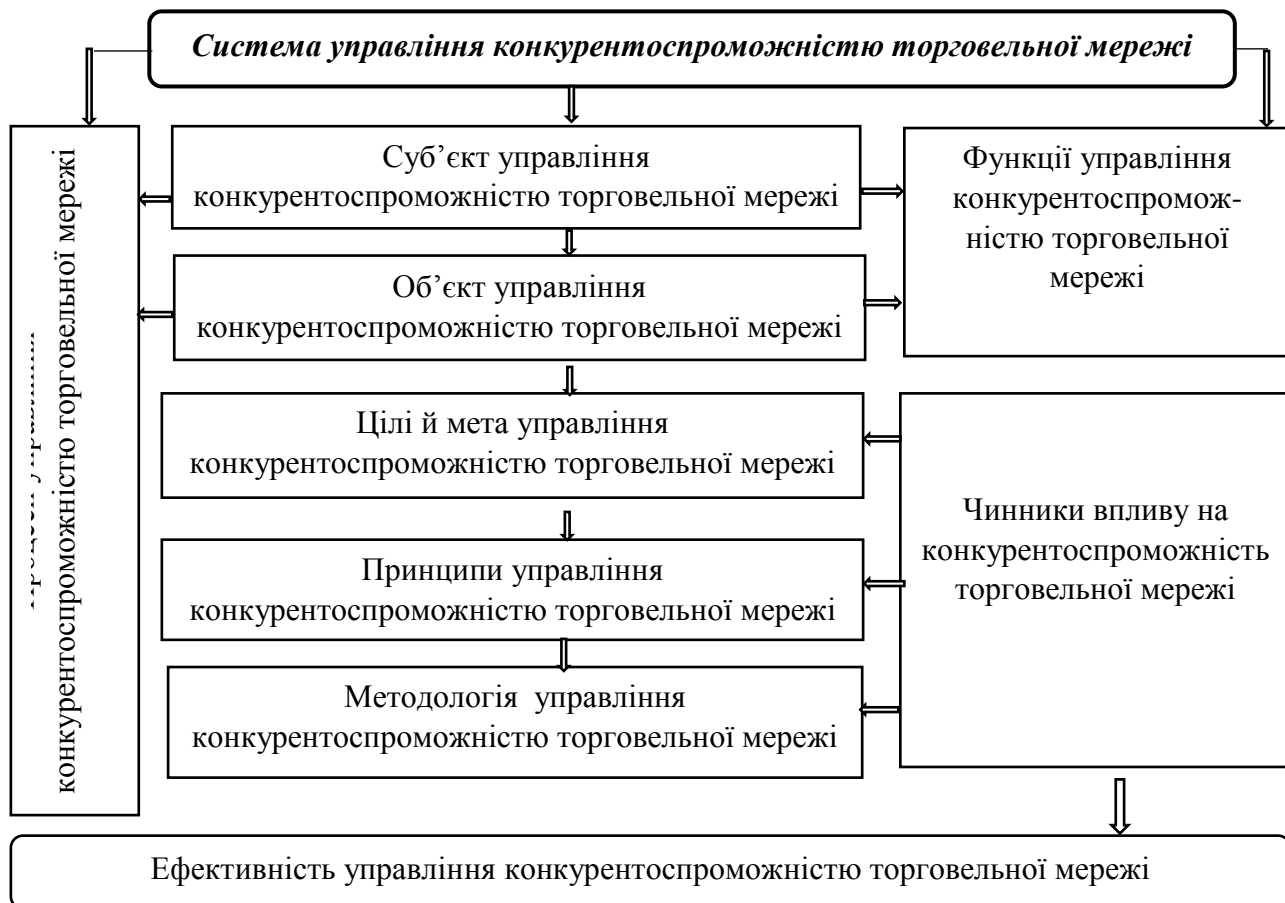 Система управління конкурентоспроможністю торговельної мережі
конкурентоспроможністю торговельної мережі
Суб’єкт управління
конкурентоспроможністю торговельної мережі
Функції управління
конкурентоспромож-
ністю торговельної
мережі
Об’єкт управління
конкурентоспроможністю торговельної мережі
Цілі й мета управління
конкурентоспроможністю торговельної мережі
Чинники впливу на
конкурентоспроможність
торговельної мережі
Принципи управління
конкурентоспроможністю торговельної мережі
Методологія управління
конкурентоспроможністю торговельної мережі
Ефективність управління конкурентоспроможністю торговельної мережі